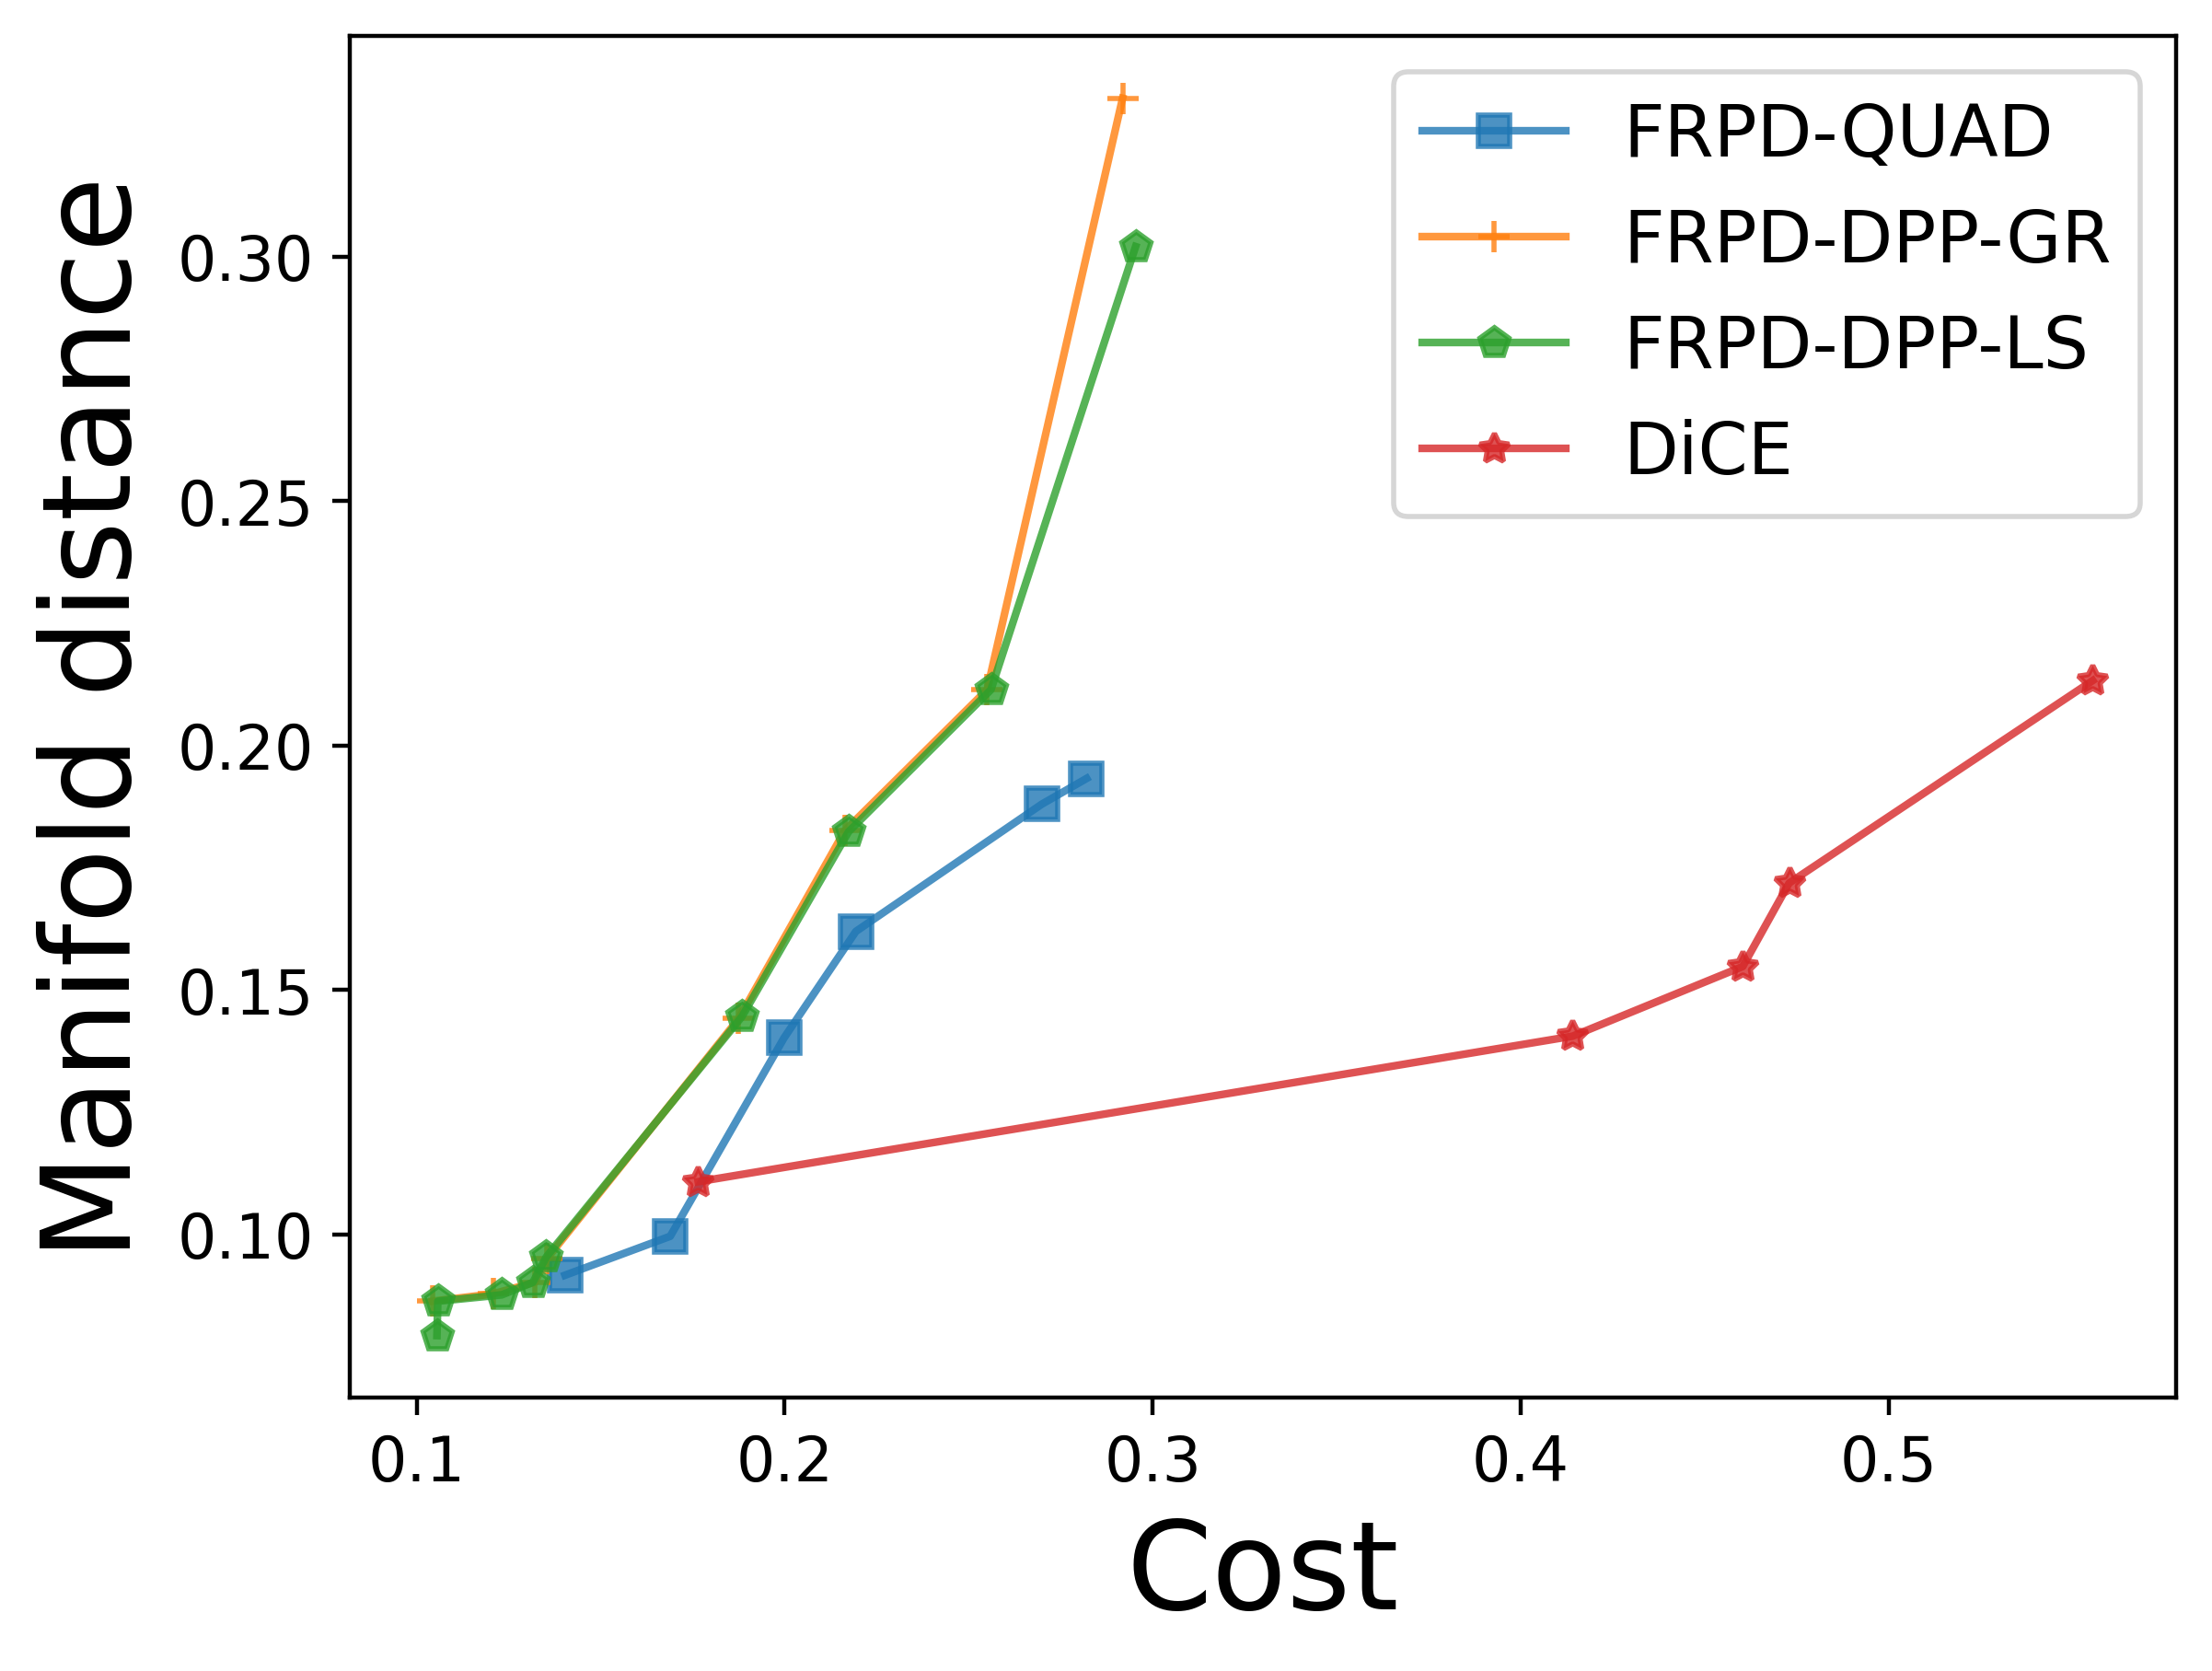 Manifold distance
0.30
0.25
0.20
0.15
0.10
0.1 0.2 0.3 0.4 0.5
Cost
FRPD-QUAD
FRPD-DPP-GR
FRPD-DPP-LS
DiCE